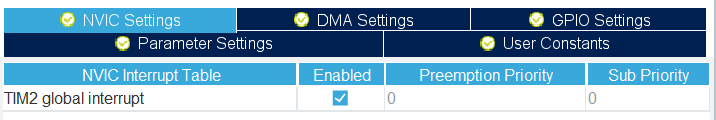 NVIC Settings DMA Settings GPIO Settings
Parameter Settings User Constants
NVIC Interrupt Table Enabled Preemption Priority Sub Priority
TIM2 global interrupt 0 0